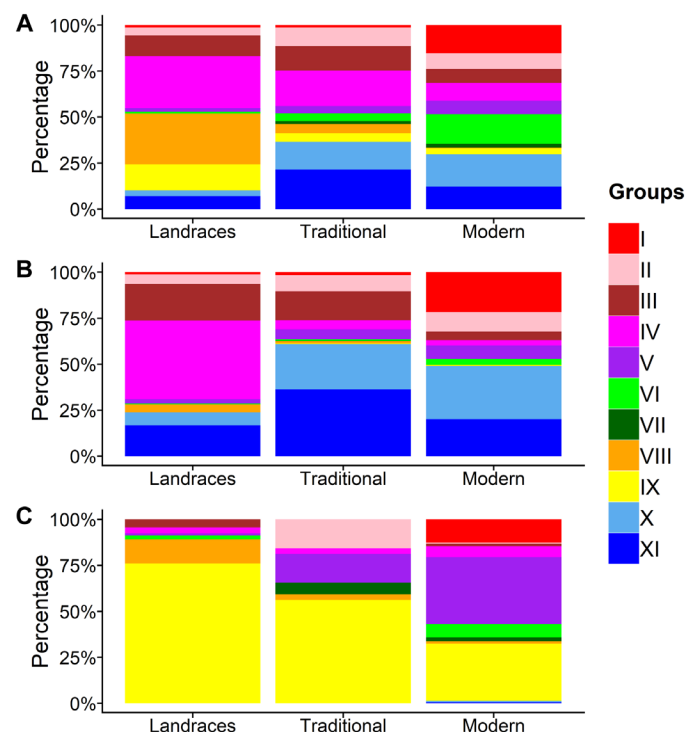 A
100%
75%
50%
25%
0%
Percentage
Landraces Traditional Modern
B
100%
75%
50%
25%
0%
Percentage
Landraces Traditional Modern
C
100%
75%
50%
25%
0%
Percentage
Landraces Traditional Modern
Groups
I
II
III
IV
V
VI
VII
VIII
IX
X
XI